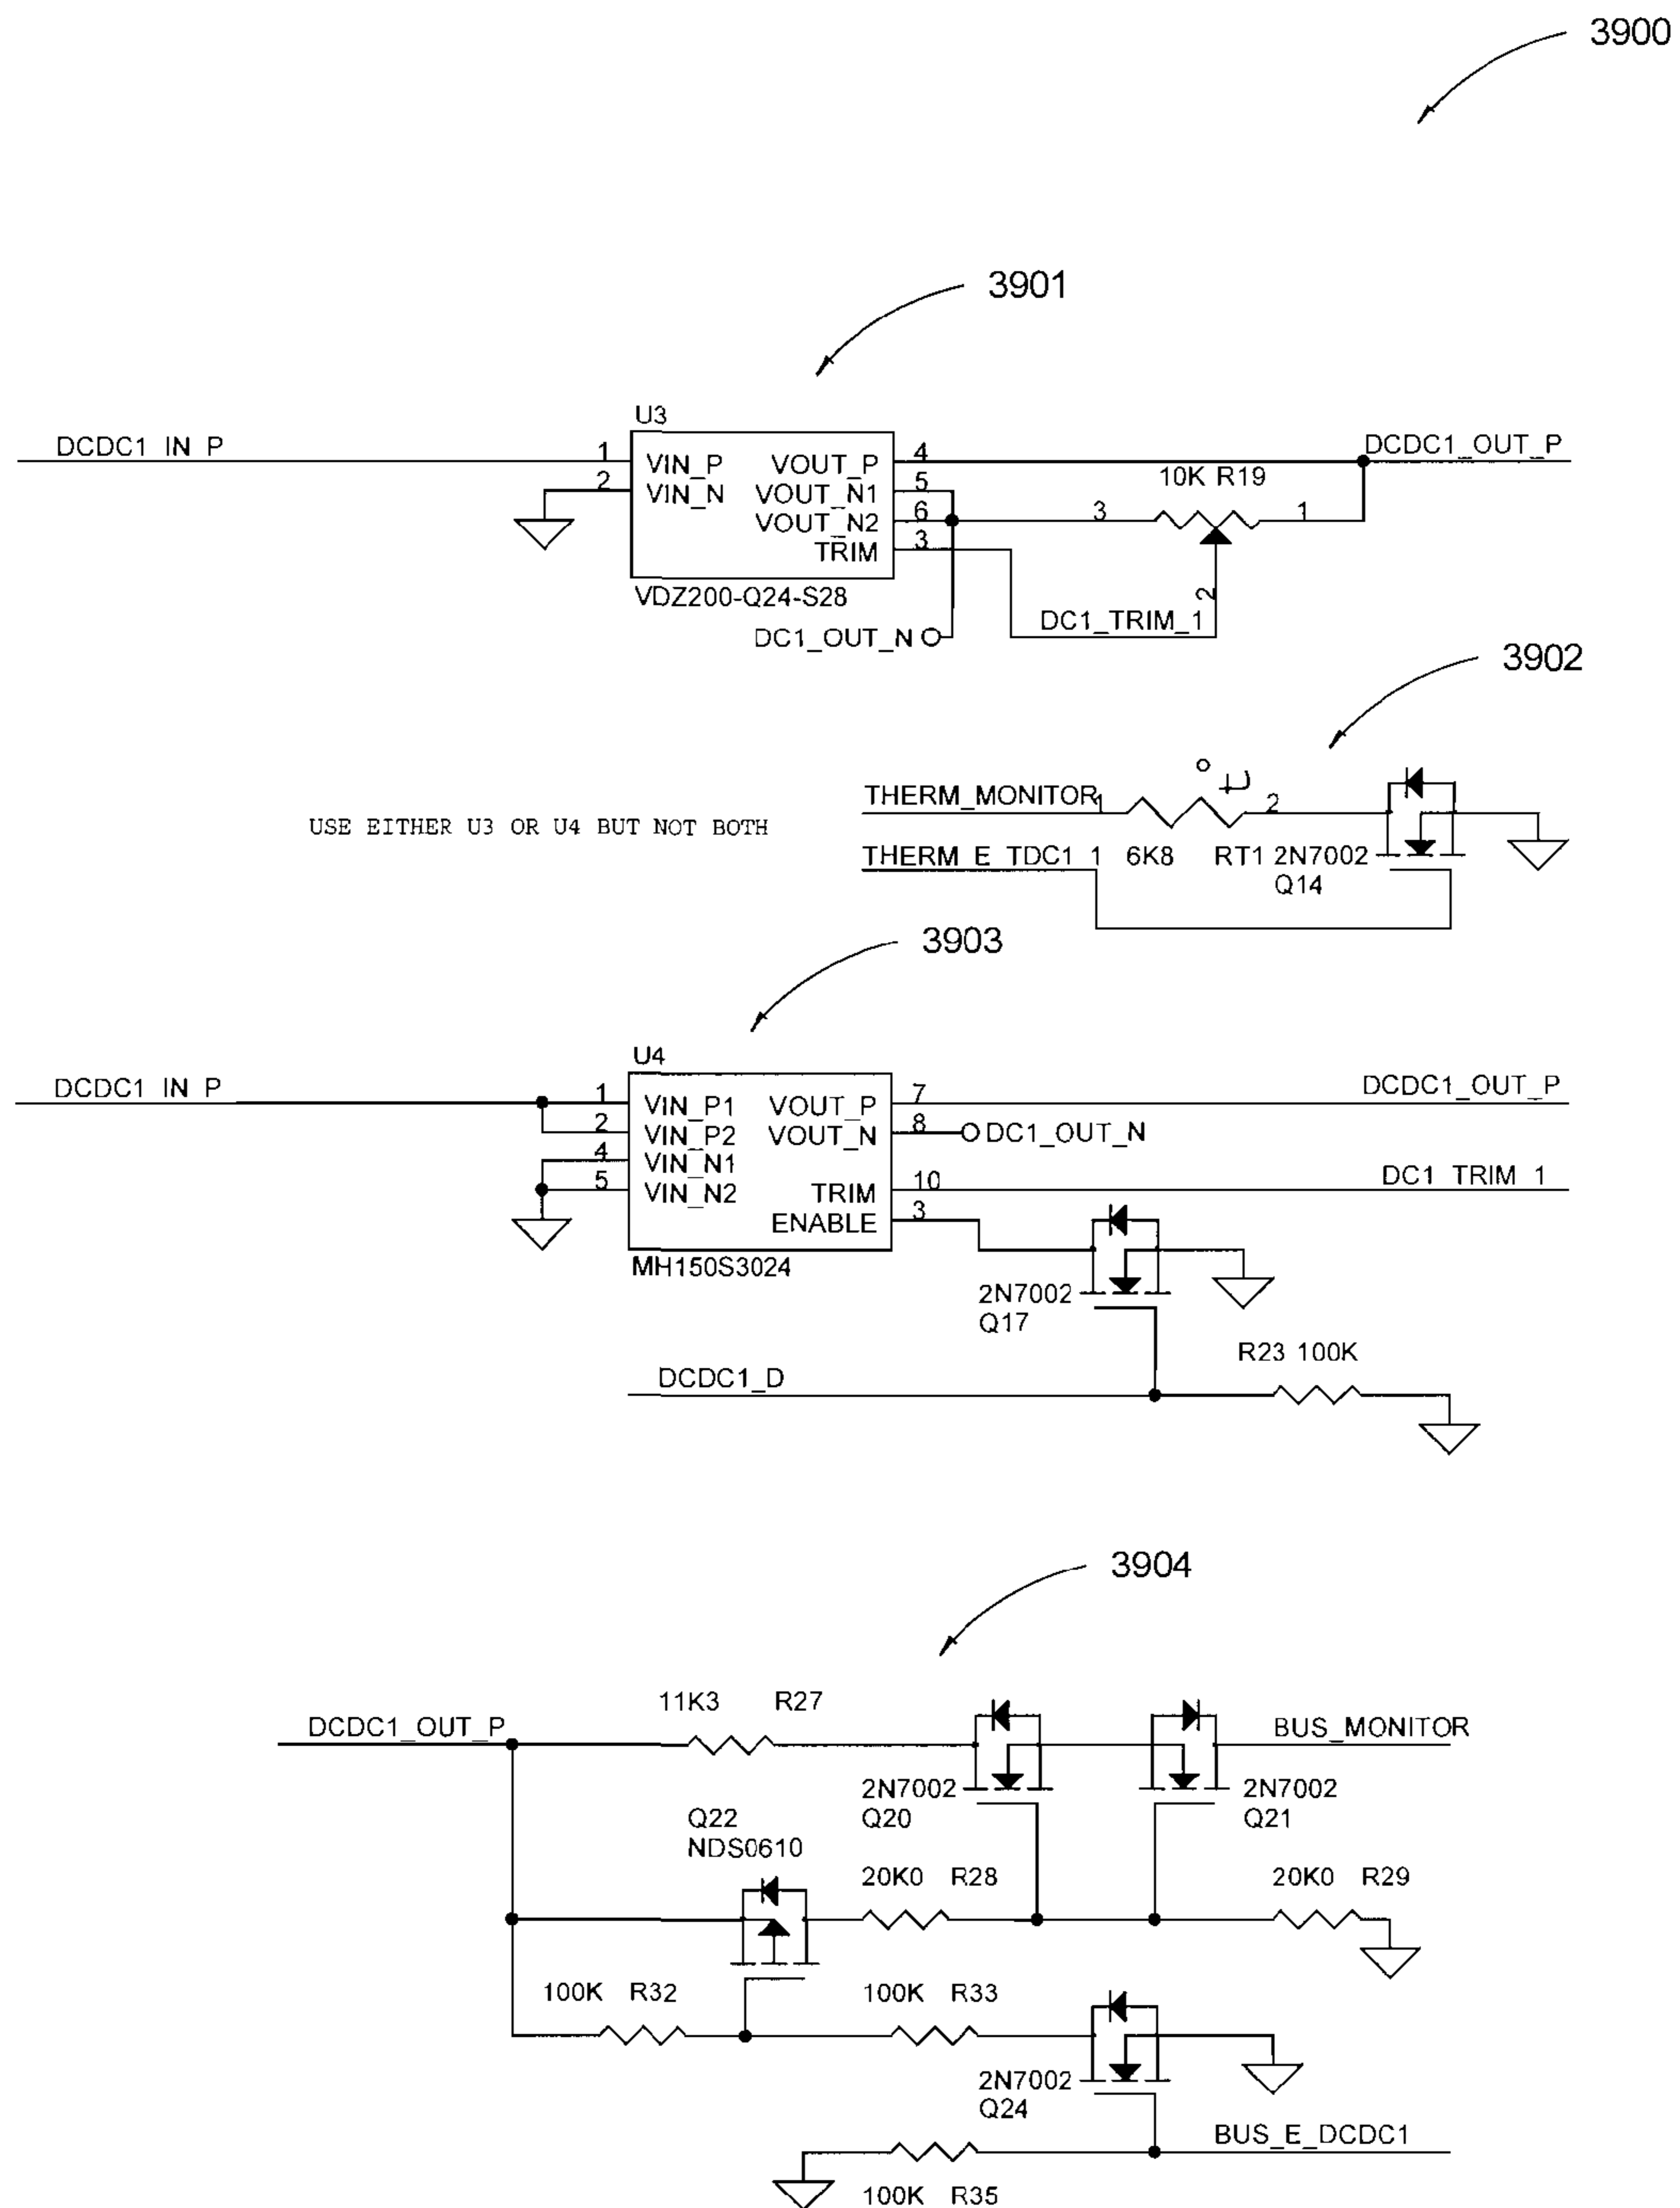 3900
3901
U3
DCDC1_IN_P
1 VIN_P
2 VIN_N
VOUT_P 4
VOUT_N1 5
VOUT_N2 6
TRIM 3
VDZ200-Q24-S28
DCDC1_OUT_P
10K R19
3 1
2
DC1_TRIM_1
DC1_OUT_N
3902
THERM_MONITOR 1
t°
2
USE EITHER U3 OR U4 BUT NOT BOTH
THERM_E_TDC1_1
6K8 RT1 2N7002
Q14
3903
U4
DCDC1_IN_P
1 VIN_P1
2 VIN_P2
4 VIN_N1
5 VIN_N2
VOUT_P 7
VOUT_N 8
TRIM 10
ENABLE 3
MH150S3024
DCDC1_OUT_P
DC1_OUT_N
DC1_TRIM_1
2N7002
Q17
R23 100K
DCDC1_D
3904
11K3 R27
DCDC1_OUT_P
BUS_MONITOR
2N7002
Q20
2N7002
Q21
Q22
NDS0610
20K0 R28
20K0 R29
100K R32
100K R33
2N7002
Q24
BUS_E_DCDC1
100K R35